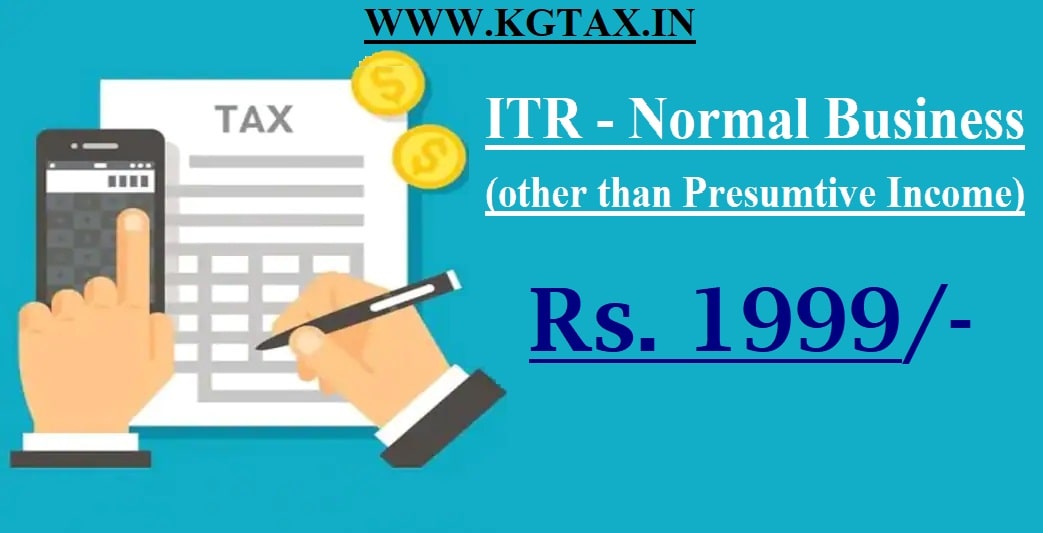 WWW.KGTAX.IN
TAX
ITR - Normal Business
(other than Presumtive Income)
Rs. 1999/-